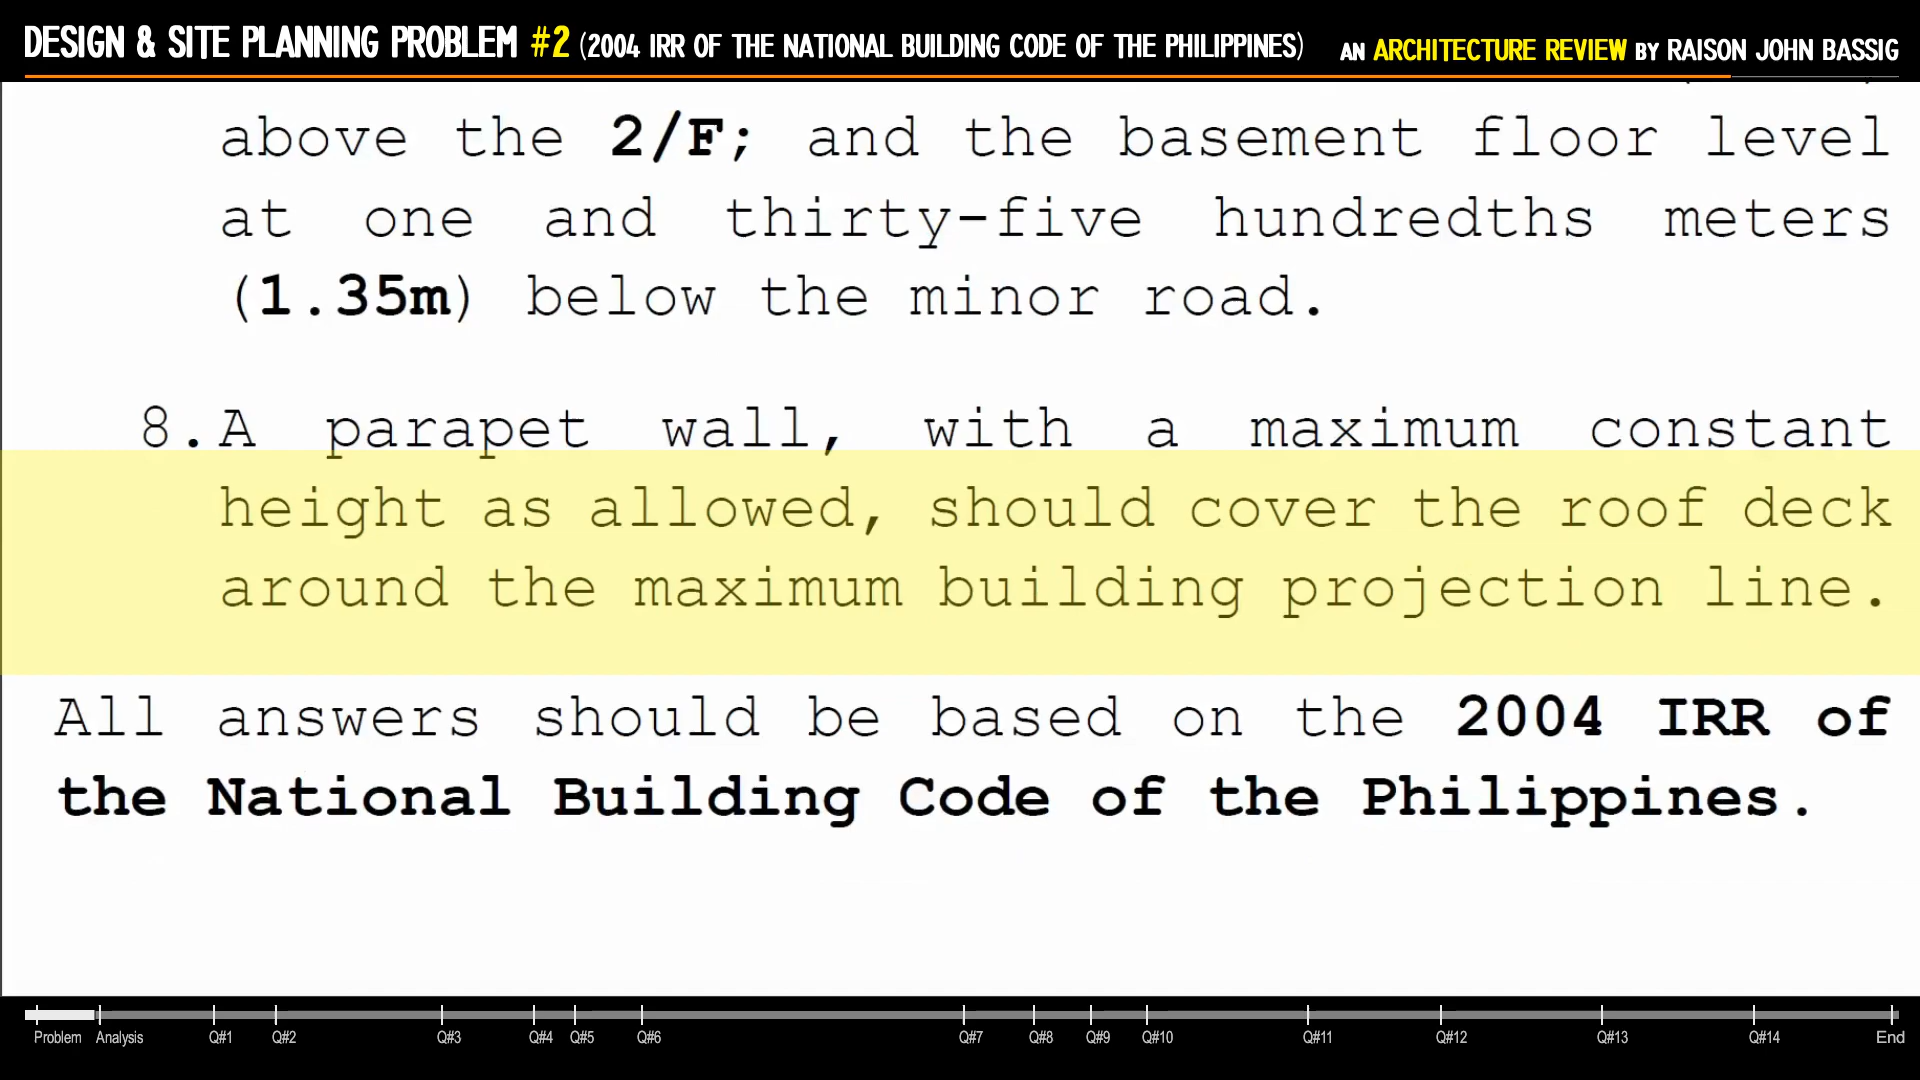 DESIGN & SITE PLANNING PROBLEM #2 (2004 IRR OF THE NATIONAL BUILDING CODE OF THE PHILIPPINES) AN ARCHITECTURE REVIEW BY RAISON JOHN BASSIG
above the 2/F; and the basement floor level
at one and thirty-five hundredths meters
(1.35m) below the minor road.
8. A parapet wall, with a maximum constant
height as allowed, should cover the roof deck
around the maximum building projection line.
All answers should be based on the 2004 IRR of
the National Building Code of the Philippines.
Problem Analysis Q#1 Q#2 Q#3 Q#4 Q#5 Q#6 Q#7 Q#8 Q#9 Q#10 Q#11 Q#12 Q#13 Q#14 End